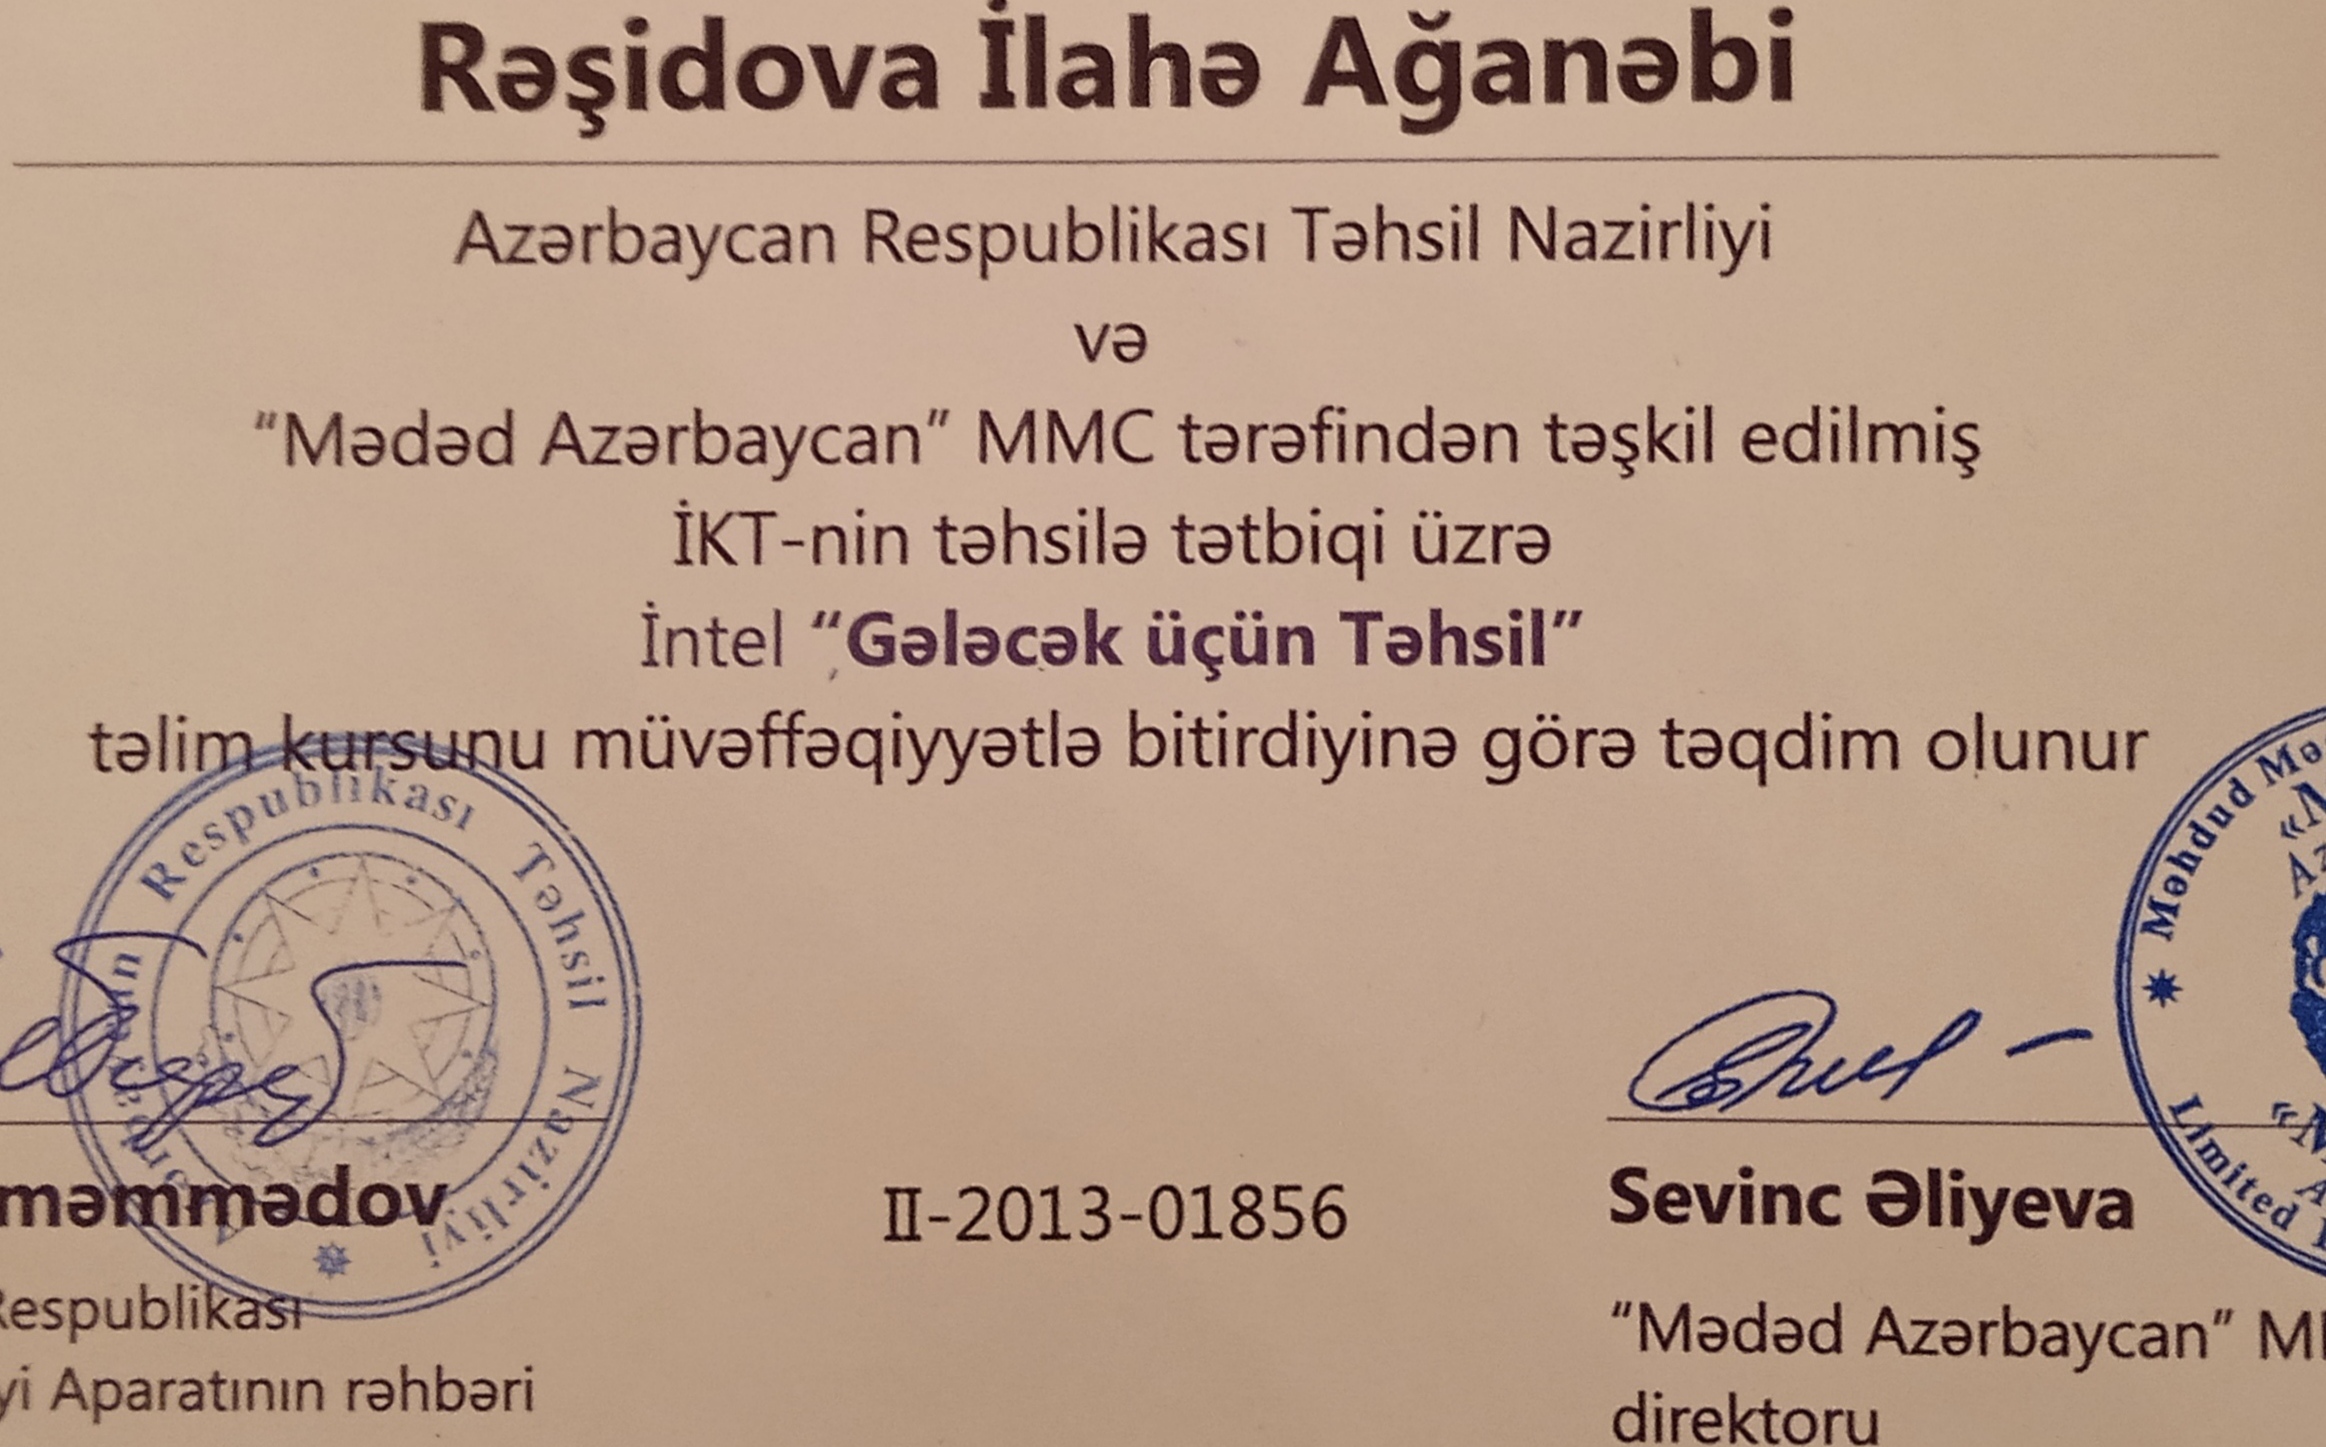 Rəşidova İlahə Ağanəbi
Azərbaycan Respublikası Təhsil Nazirliyi
və
“Mədəd Azərbaycan” MMC tərəfindən təşkil edilmiş
İKT-nin təhsilə tətbiqi üzrə
İntel “Gələcək üçün Təhsil”
təlim kursunu müvəffəqiyyətlə bitirdiyinə görə təqdim olunur
Respublikası Təhsil Nazirliyi
Məhdud
Limited
məmmədov
II-2013-01856
Sevinc Əliyeva
Respublikası
yi Aparatının rəhbəri
“Mədəd Azərbaycan”
direktoru